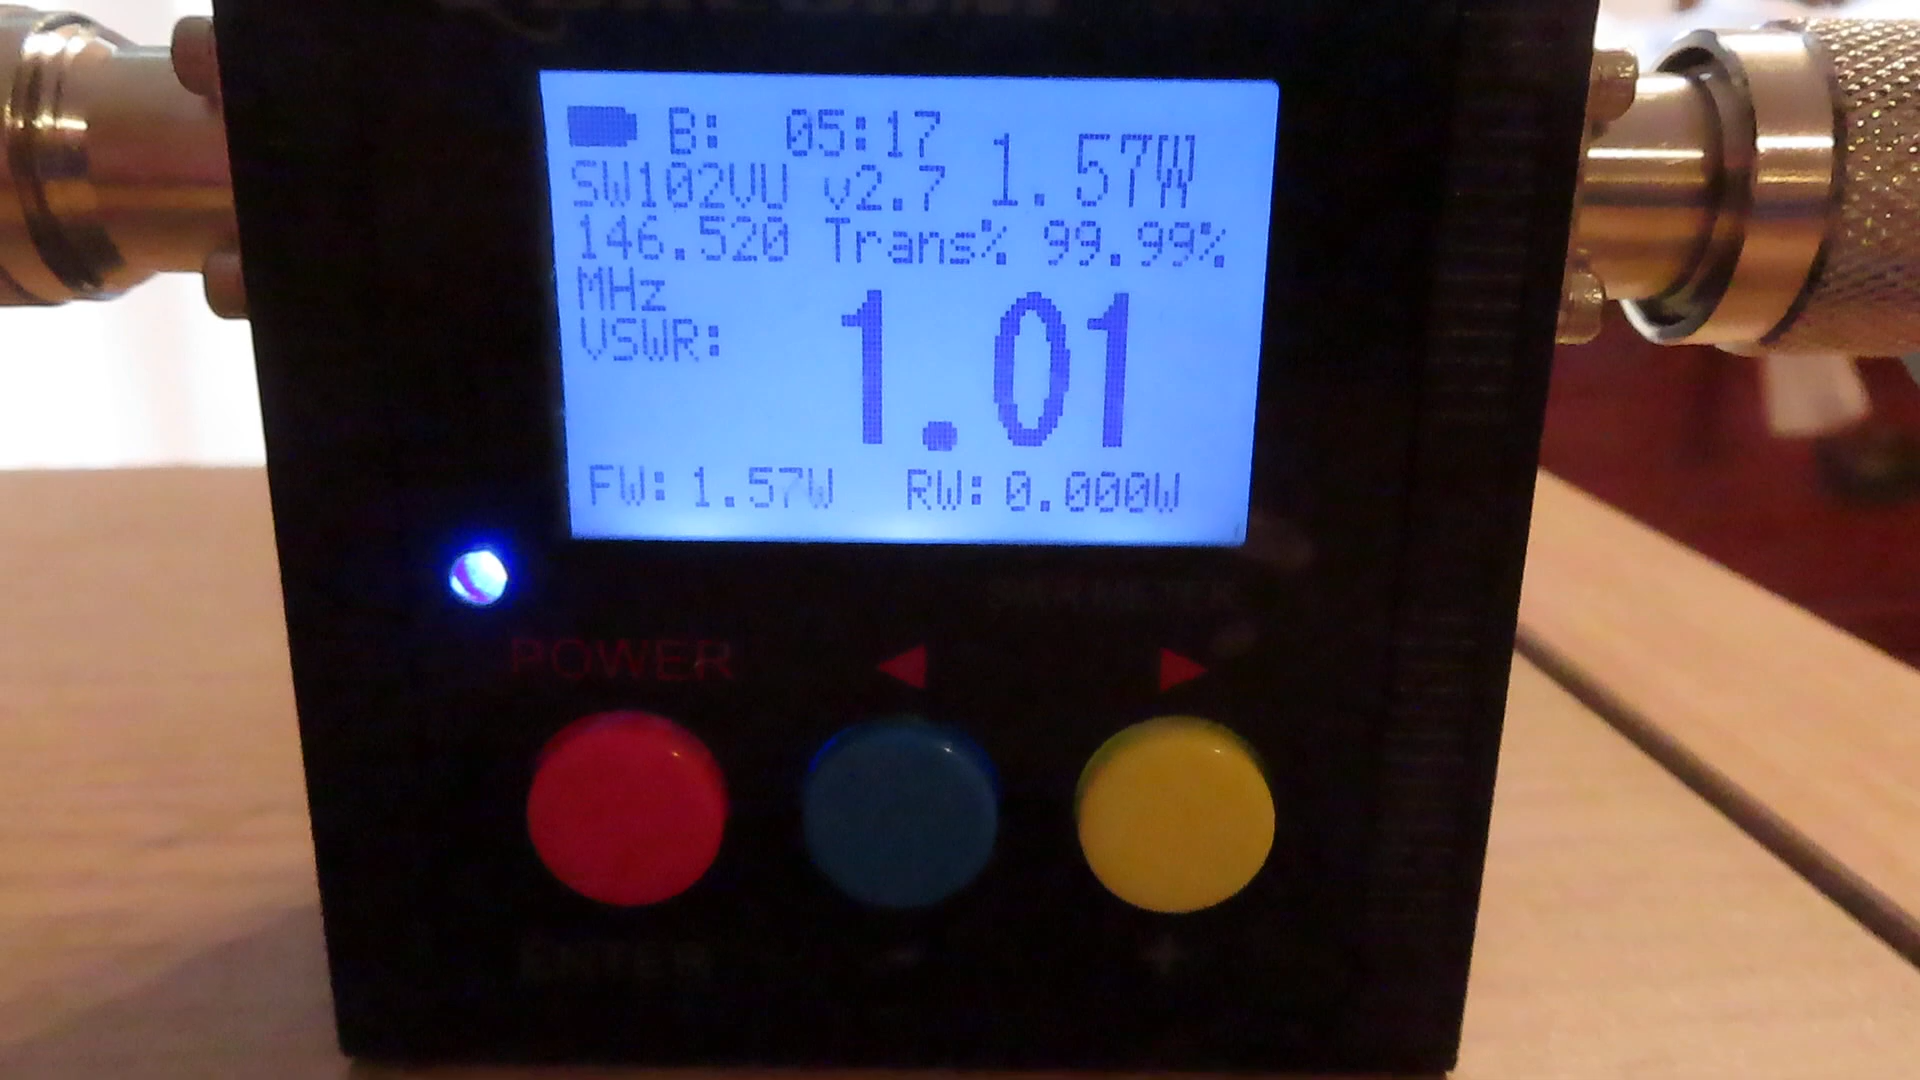 B: 05:17 1.57W
SW102VU v2.7
146.520 Trans% 99.99%
MHz
VSWR: 1.01
FW: 1.57W RW: 0.000W
POWER
ENTER - +